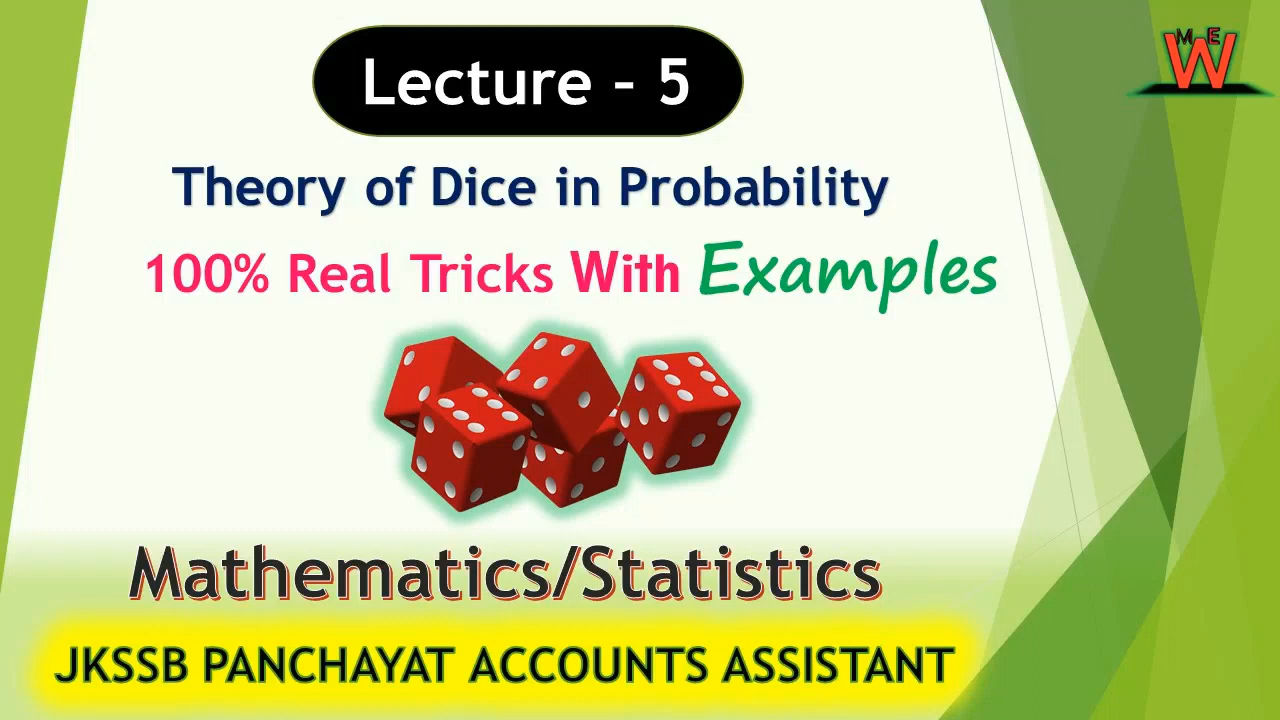 Lecture - 5
M E
W
Theory of Dice in Probability
100% Real Tricks With Examples
Mathematics/Statistics
JKSSB PANCHAYAT ACCOUNTS ASSISTANT